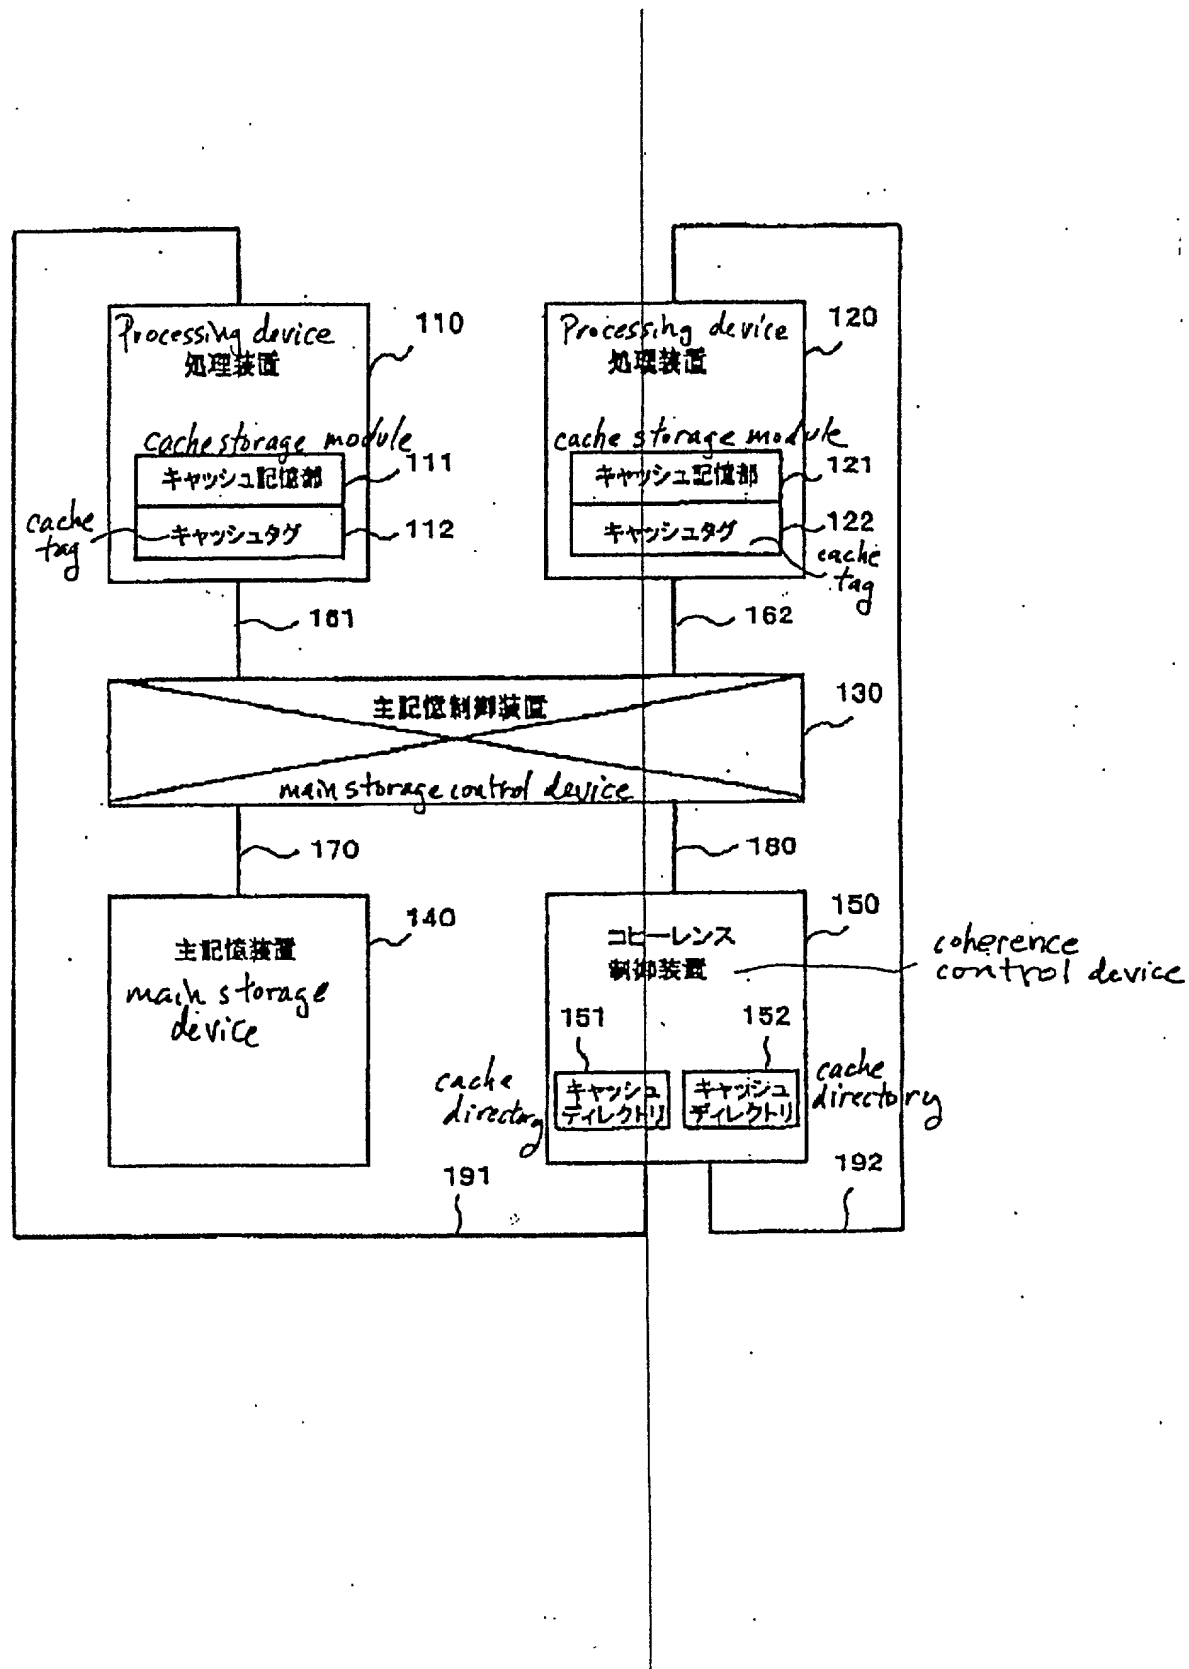 Processing device
処理装置
110
cache storage module
キャッシュ記憶部
111
cache
tag
キャッシュタグ
112
Processing device
処理装置
120
cache storage module
キャッシュ記憶部
121
キャッシュタグ
122
cache
tag
161
162
主記憶制御装置
130
main storage control device
170
180
主記憶装置
140
main storage
device
コヒーレンス
制御装置
150
coherence
control device
151
152
cache
directory
キャッシュ
ディレクトリ
キャッシュ
ディレクトリ
cache
directory
191
192